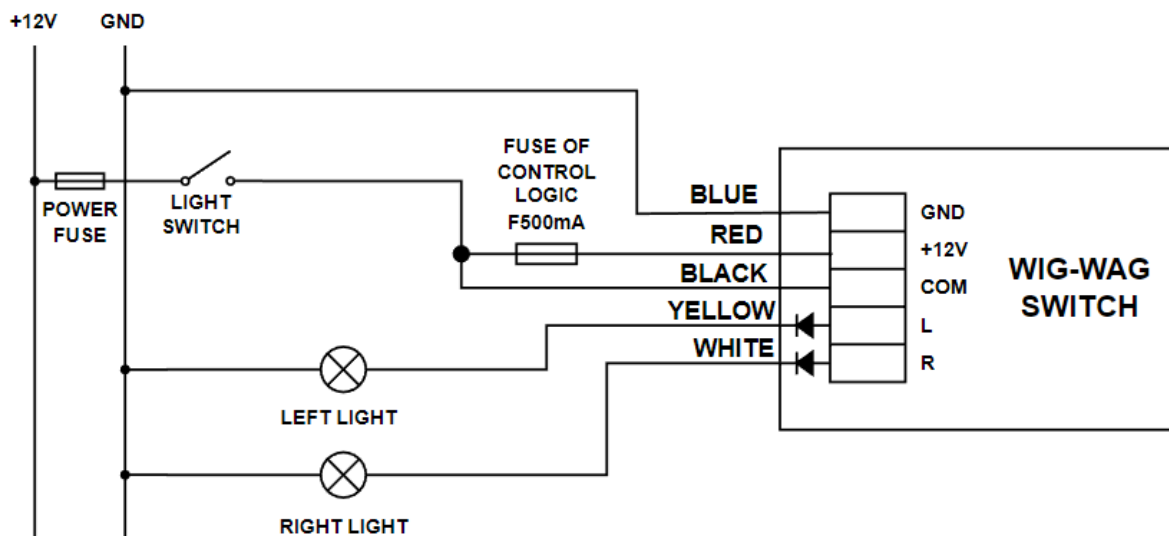 +12V
GND
FUSE OF
CONTROL
LOGIC
F500mA
POWER
FUSE
LIGHT
SWITCH
BLUE
RED
BLACK
YELLOW
WHITE
GND
+12V
COM
L
R
WIG-WAG
SWITCH
LEFT LIGHT
RIGHT LIGHT